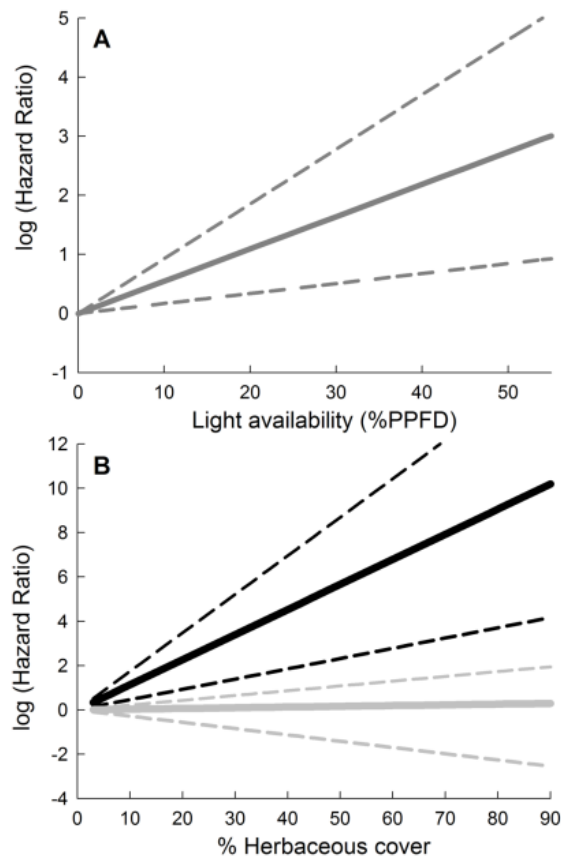 A
5
4
3
2
1
0
-1
log (Hazard Ratio)
0 10 20 30 40 50
Light availability (%PPFD)
B
12
10
8
6
4
2
0
-2
-4
log (Hazard Ratio)
0 10 20 30 40 50 60 70 80 90
% Herbaceous cover